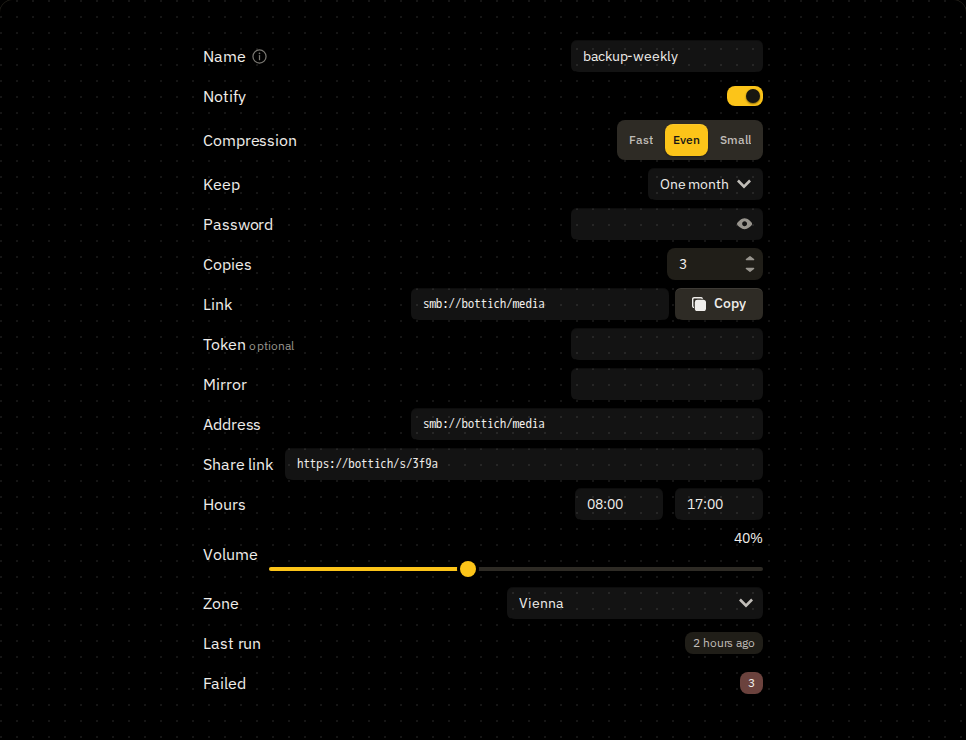 Name backup-weekly
Notify
Compression Fast Even Small
Keep One month
Password
Copies 3
Link smb://bottich/media Copy
Token optional
Mirror
Address smb://bottich/media
Share link https://bottich/s/3f9a
Hours 08:00 17:00
40%
Volume
Zone Vienna
Last run 2 hours ago
Failed 3